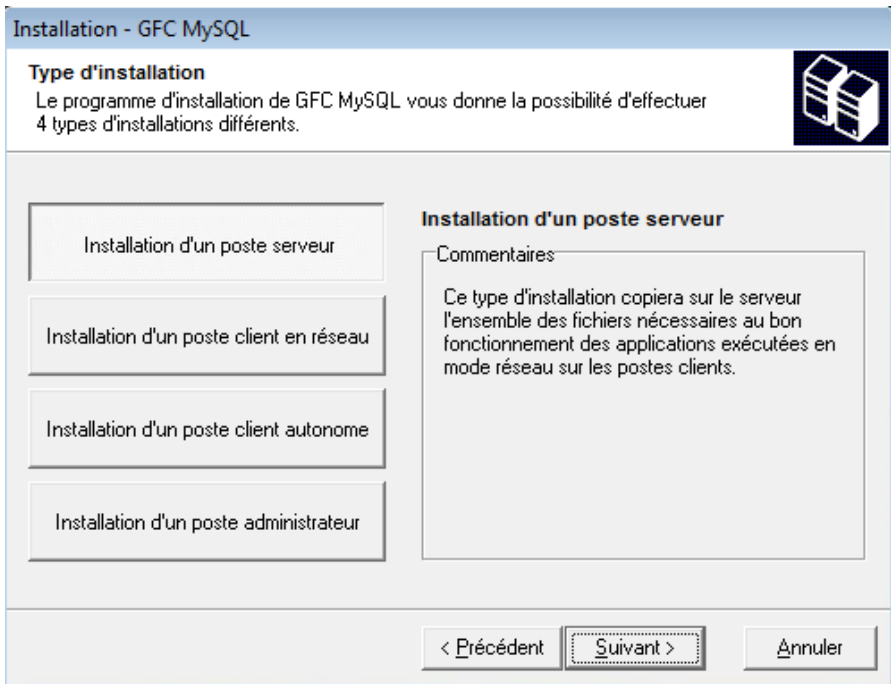 Installation - GFC MySQL
Type d'installation
Le programme d'installation de GFC MySQL vous donne la possibilité d'effectuer
4 types d'installations différents.
Installation d'un poste serveur
Installation d'un poste client en réseau
Installation d'un poste client autonome
Installation d'un poste administrateur
Installation d'un poste serveur
Commentaires
Ce type d'installation copiera sur le serveur
l'ensemble des fichiers nécessaires au bon
fonctionnement des applications exécutées en
mode réseau sur les postes clients.
< Précédent
Suivant >
Annuler